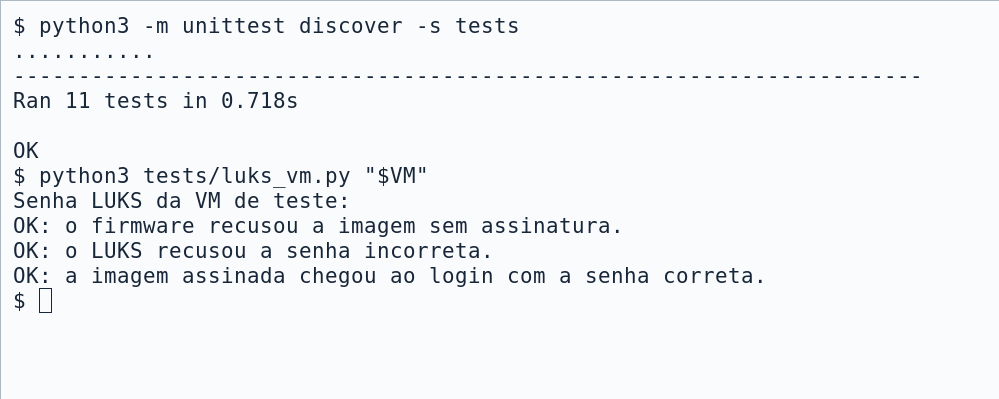 $ python3 -m unittest discover -s tests
...........
----------------------------------------------------------------------
Ran 11 tests in 0.718s
OK
$ python3 tests/luks_vm.py "$VM"
Senha LUKS da VM de teste:
OK: o firmware recusou a imagem sem assinatura.
OK: o LUKS recusou a senha incorreta.
OK: a imagem assinada chegou ao login com a senha correta.
$